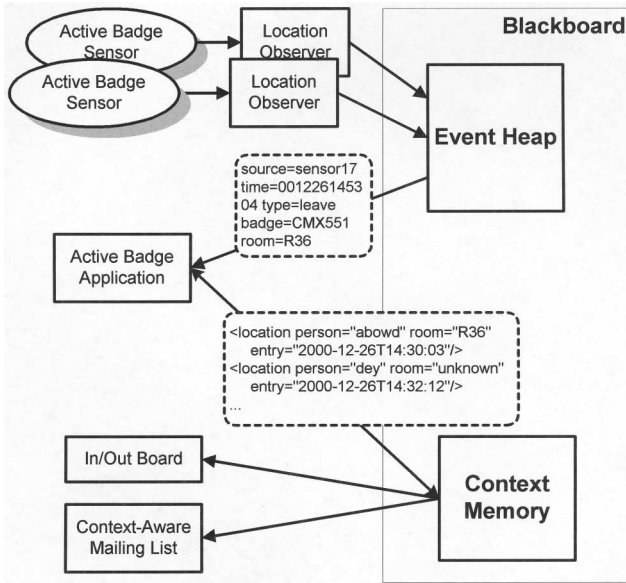 Blackboard
Active Badge
Sensor
Location
Observer
Active Badge
Sensor
Location
Observer
Event Heap
source=sensor17
time=0012261453
04 type=leave
badge=CMX551
room=R36
Active Badge
Application
<location person="abowd" room="R36"
entry="2000-12-26T14:30:03"/>
<location person="dey" room="unknown"
entry="2000-12-26T14:32:12"/>
...
In/Out Board
Context
Memory
Context-Aware
Mailing List